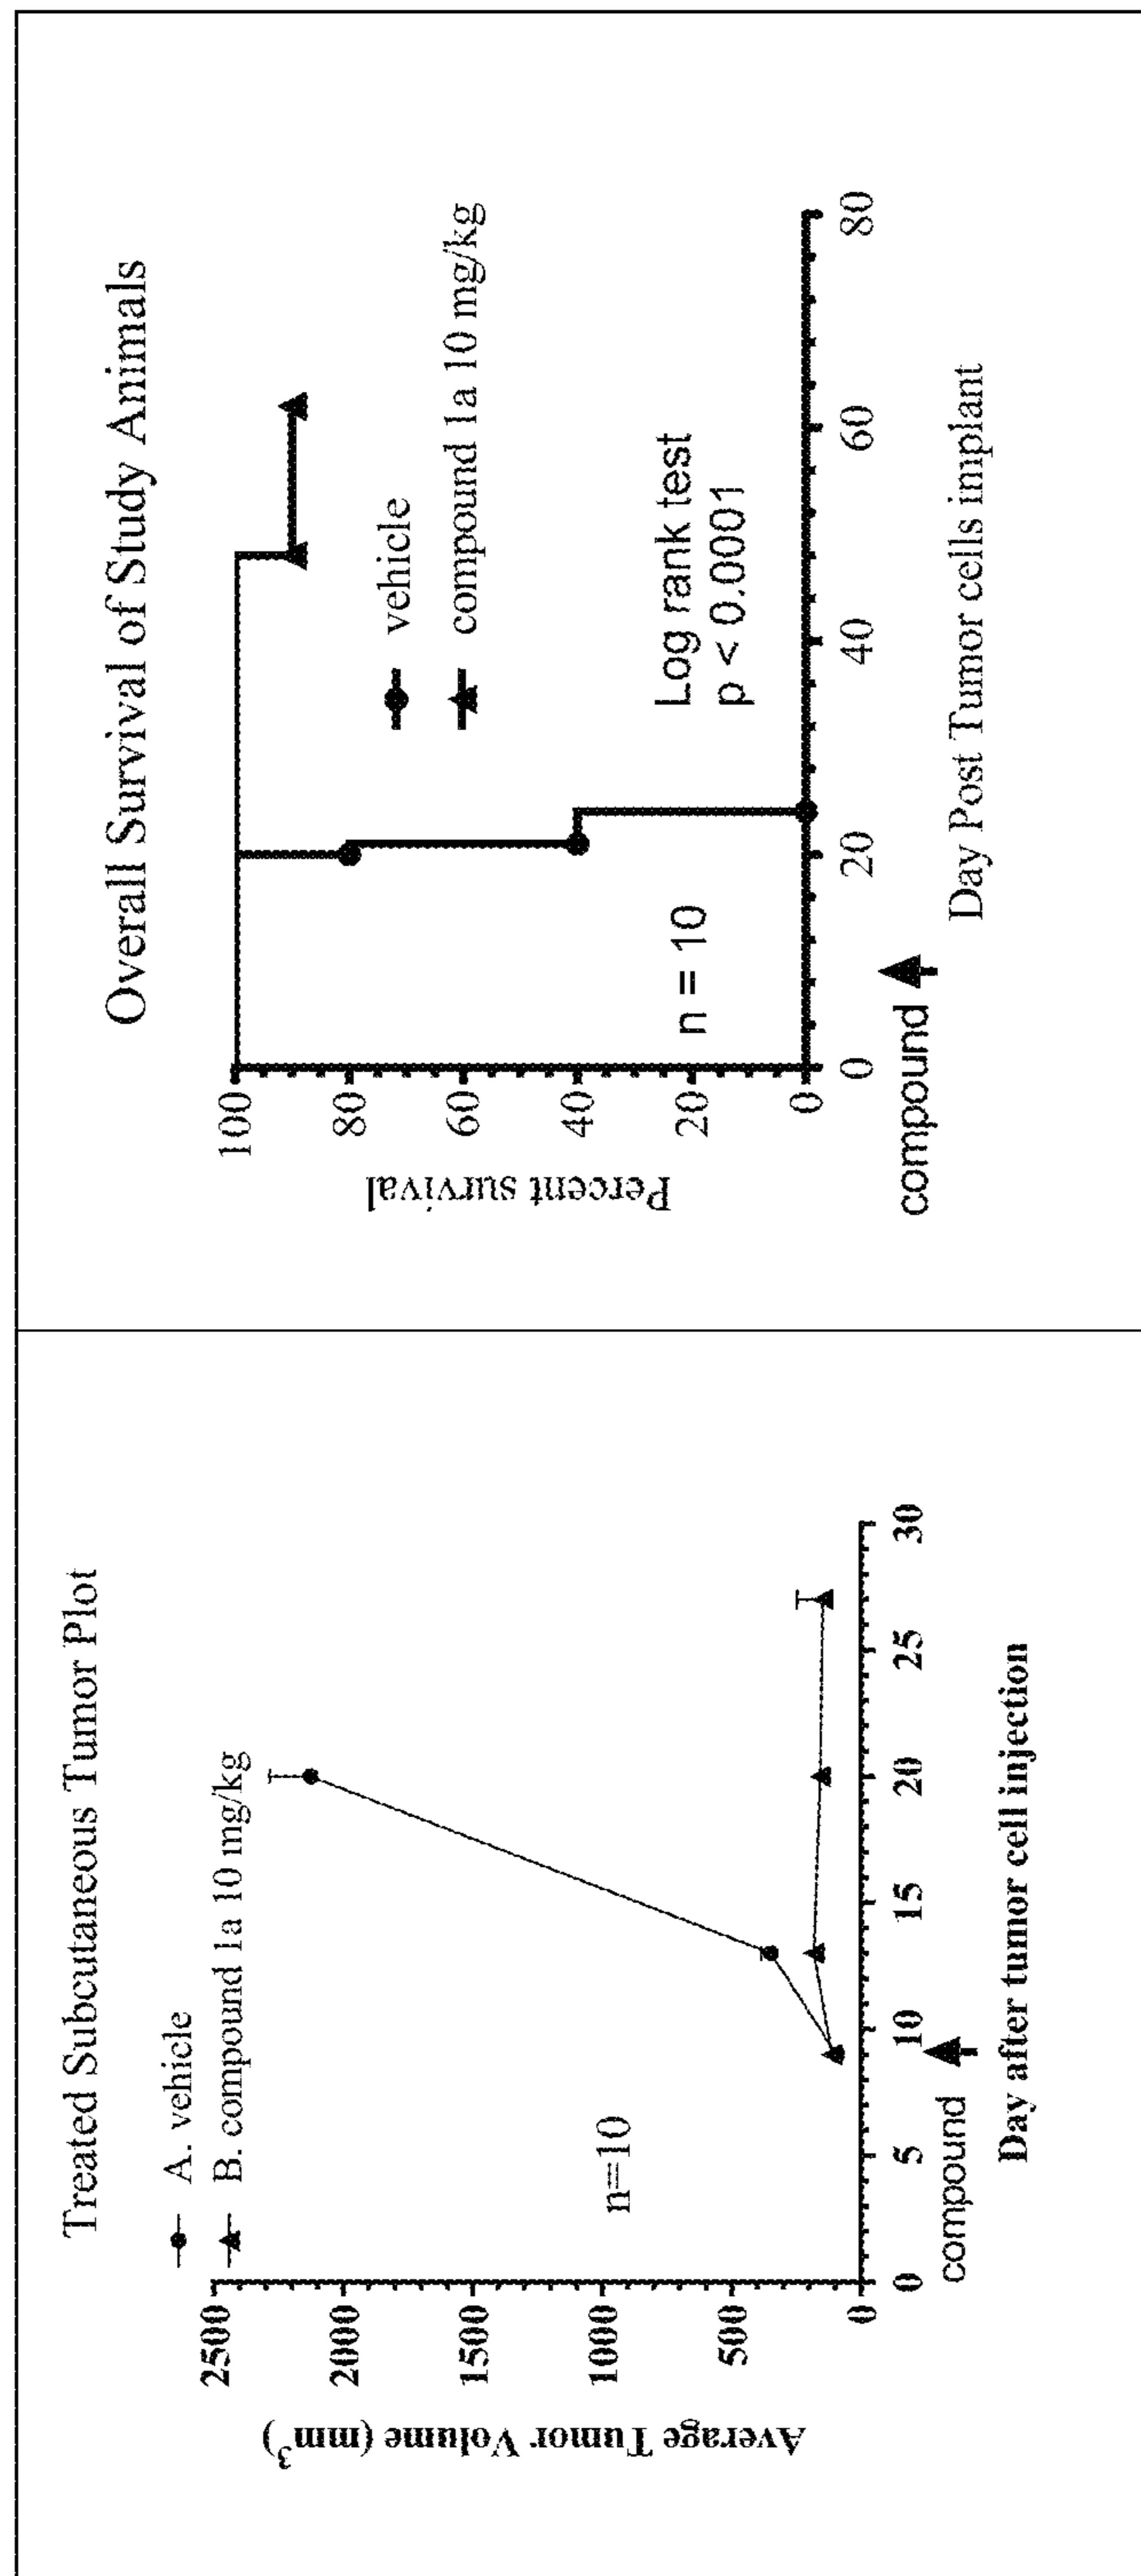 Treated Subcutaneous Tumor Plot
A. vehicle
B. compound 1a 10 mg/kg
2500
2000
1500
1000
500
0
Average Tumor Volume (mm³)
n=10
0 5 10 15 20 25 30
compound
Day after tumor cell injection
Overall Survival of Study Animals
100
80
60
40
20
0
Percent survival
vehicle
compound 1a 10 mg/kg
n = 10
Log rank test
p < 0.0001
0 20 40 60 80
compound
Day Post Tumor cells implant